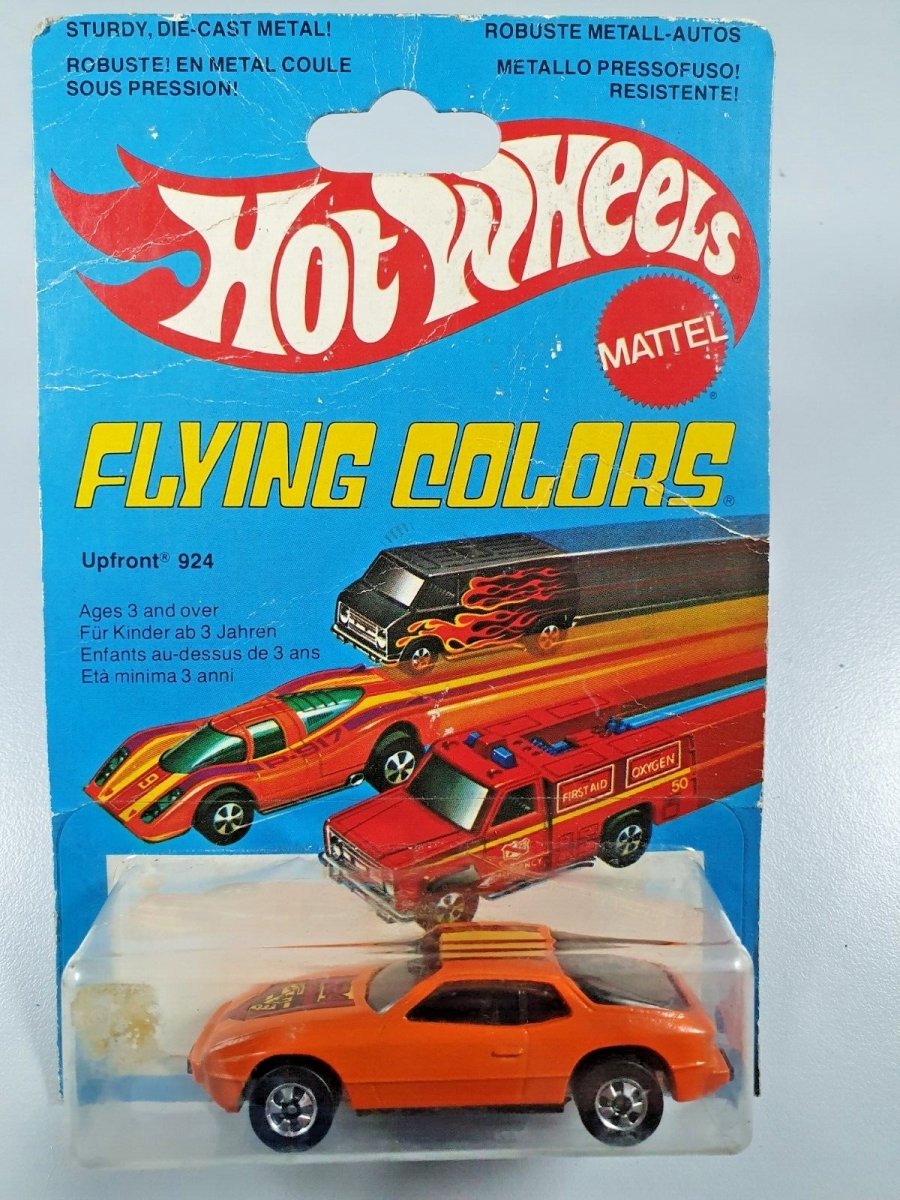 STURDY, DIE-CAST METAL!
ROBUSTE! EN METAL COULE
SOUS PRESSION!
ROBUSTE METALL-AUTOS
METALLO PRESSOFUSO!
RESISTENTE!
HOT WHEELS®
MATTEL®
FLYING COLORS®
Upfront® 924
Ages 3 and over
Für Kinder ab 3 Jahren
Enfants au-dessus de 3 ans
Età minima 3 anni
P-917
FIRST AID
OXYGEN
50